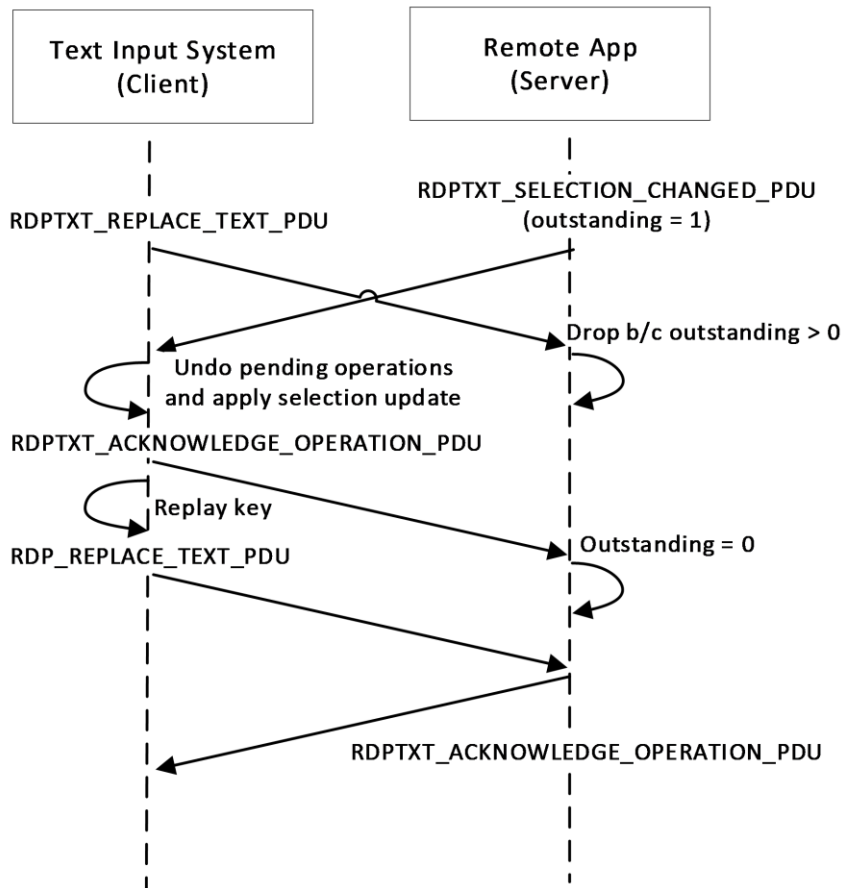 Text Input System
(Client)
Remote App
(Server)
RDPTXT_SELECTION_CHANGED_PDU
(outstanding = 1)
RDPTXT_REPLACE_TEXT_PDU
Drop b/c outstanding > 0
Undo pending operations
and apply selection update
RDPTXT_ACKNOWLEDGE_OPERATION_PDU
Replay key
Outstanding = 0
RDP_REPLACE_TEXT_PDU
RDPTXT_ACKNOWLEDGE_OPERATION_PDU